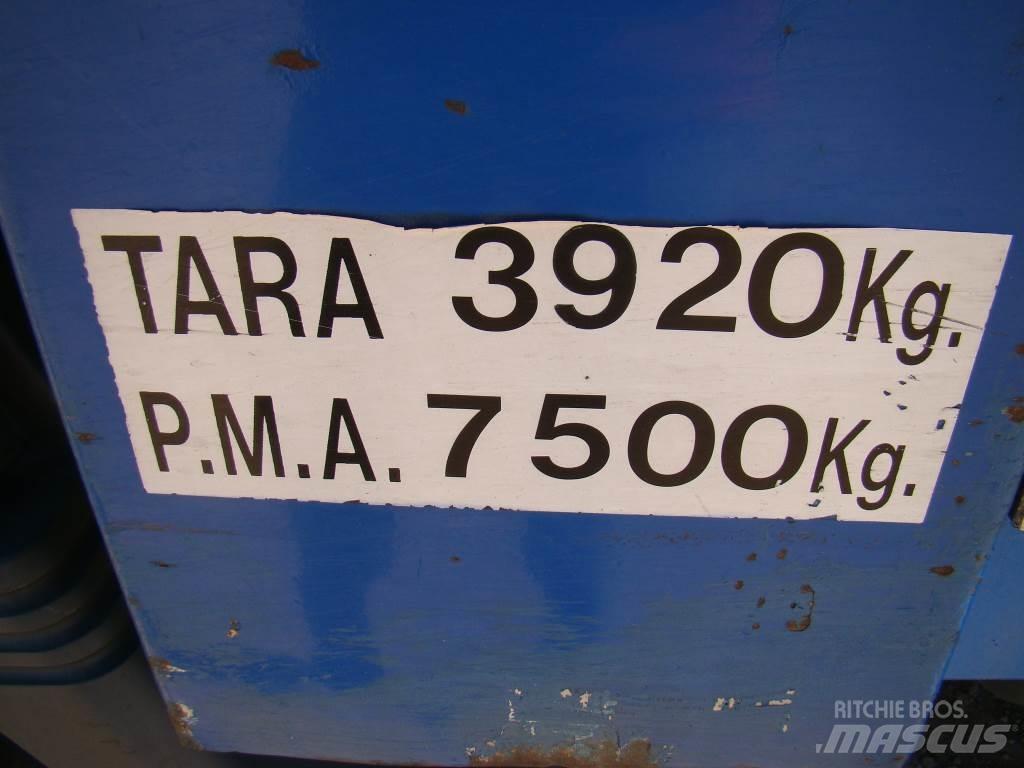 TARA 3920Kg.
P.M.A. 7500Kg.
RITCHIE BROS.
MASCUS